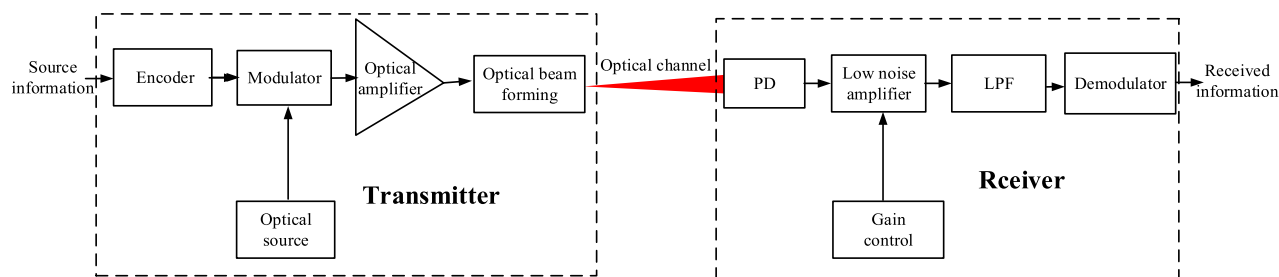 Source
information
Encoder
Modulator
Optical
amplifier
Optical beam
forming
Optical source
Transmitter
Optical channel
PD
Low noise
amplifier
LPF
Demodulator
Received
information
Gain
control
Rceiver